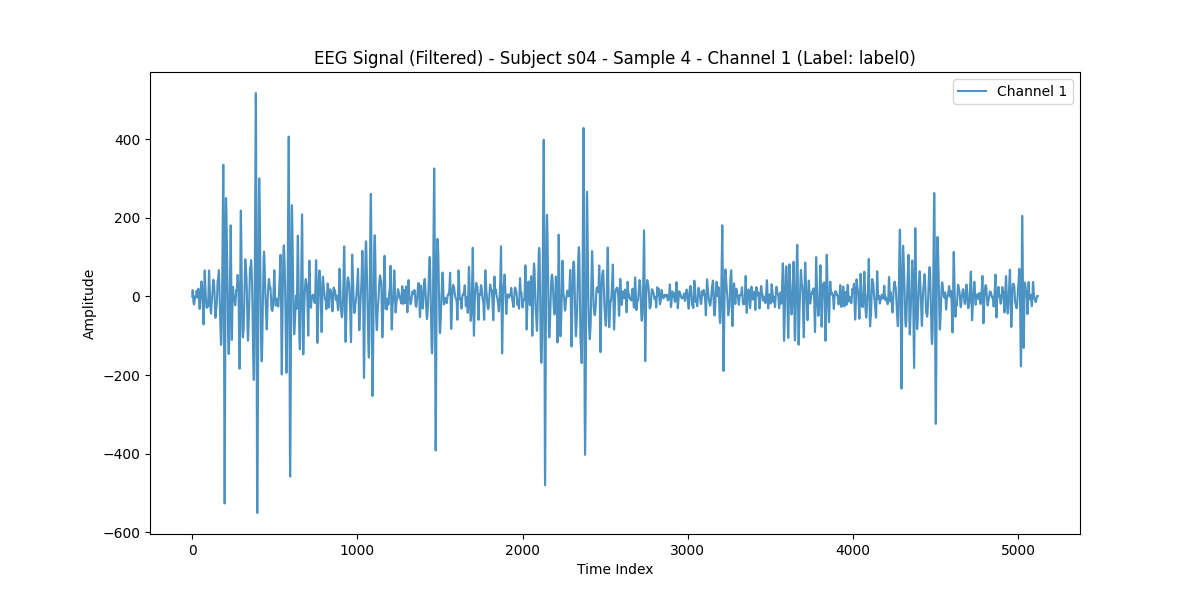 EEG Signal (Filtered) - Subject s04 - Sample 4 - Channel 1 (Label: label0)
Channel 1
Amplitude
400
200
0
−200
−400
−600
0 1000 2000 3000 4000 5000
Time Index